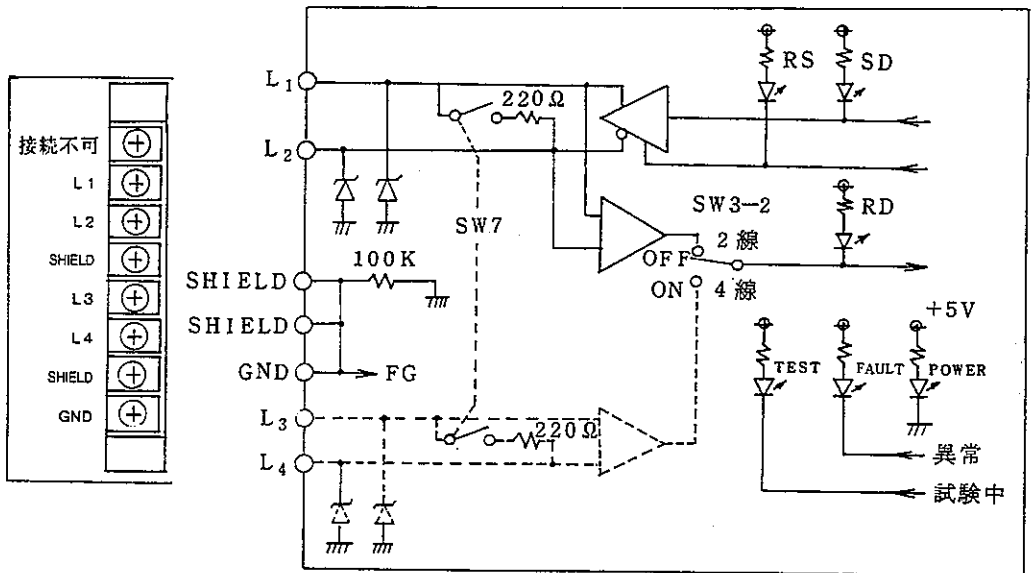 接続不可
L1
L2
SHIELD
L3
L4
SHIELD
GND
L1
L2
SHIELD
SHIELD
GND
L3
L4
220Ω
SW7
100K
FG
220Ω
RS
SD
SW3-2
2線
OFF
ON
4線
RD
+5V
TEST
FAULT
POWER
異常
試験中